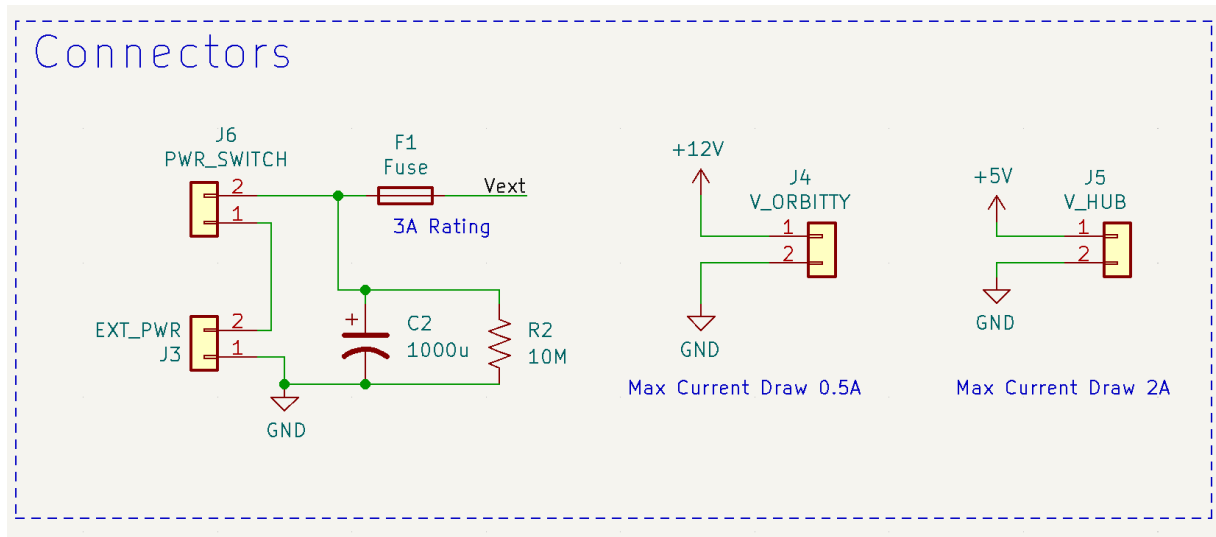 Connectors
J6
PWR_SWITCH
2
1
F1
Fuse
Vext
3A Rating
EXT_PWR
J3
2
1
+
C2
1000u
R2
10M
GND
+12V
J4
V_ORBITTY
1
2
GND
Max Current Draw 0.5A
+5V
J5
V_HUB
1
2
GND
Max Current Draw 2A